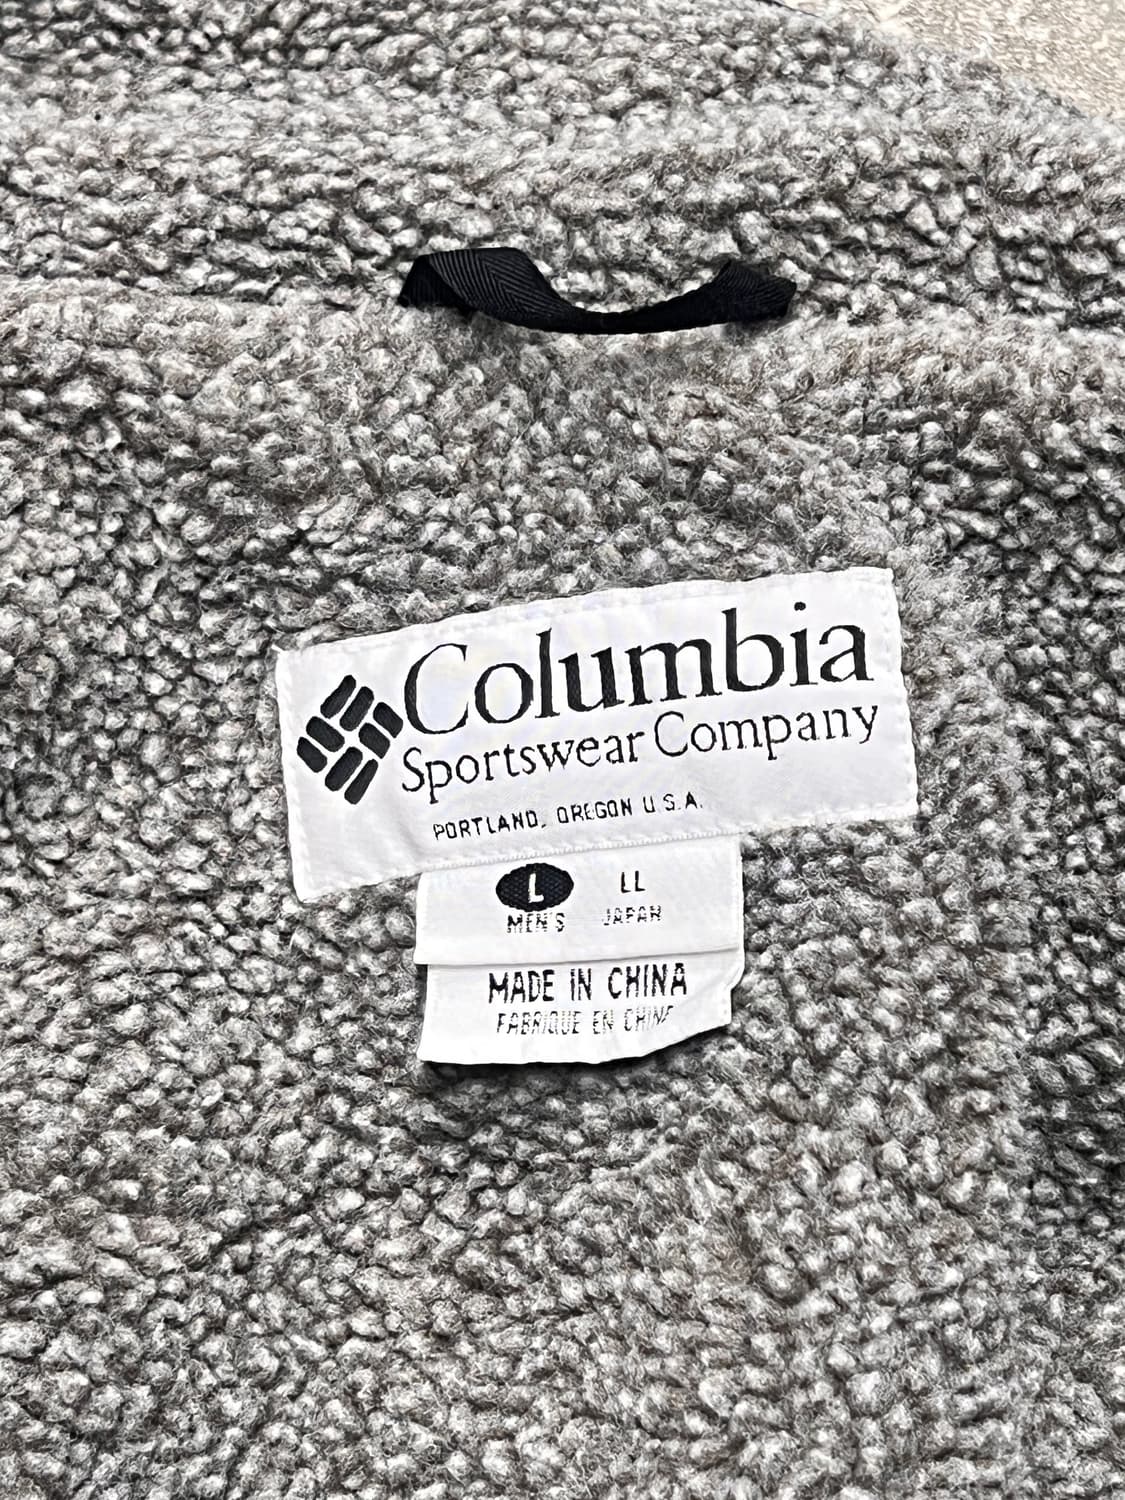 Columbia
Sportswear Company
PORTLAND, OREGON U.S.A.
L LL
MEN'S JAPAN
MADE IN CHINA
FABRIQUE EN CHINE